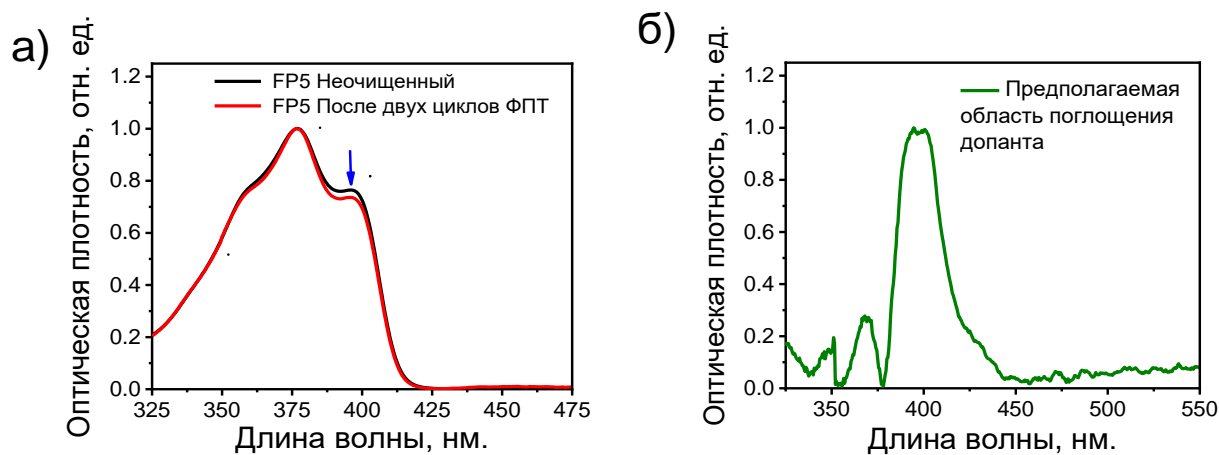 а)
Оптическая плотность, отн. ед.
1.2
1.0
0.8
0.6
0.4
0.2
0.0
FP5 Неочищенный
FP5 После двух циклов ФПТ
325 350 375 400 425 450 475
Длина волны, нм.
б)
Оптическая плотность, отн. ед.
1.2
1.0
0.8
0.6
0.4
0.2
0.0
Предполагаемая
область поглощения
допанта
350 400 450 500 550
Длина волны, нм.